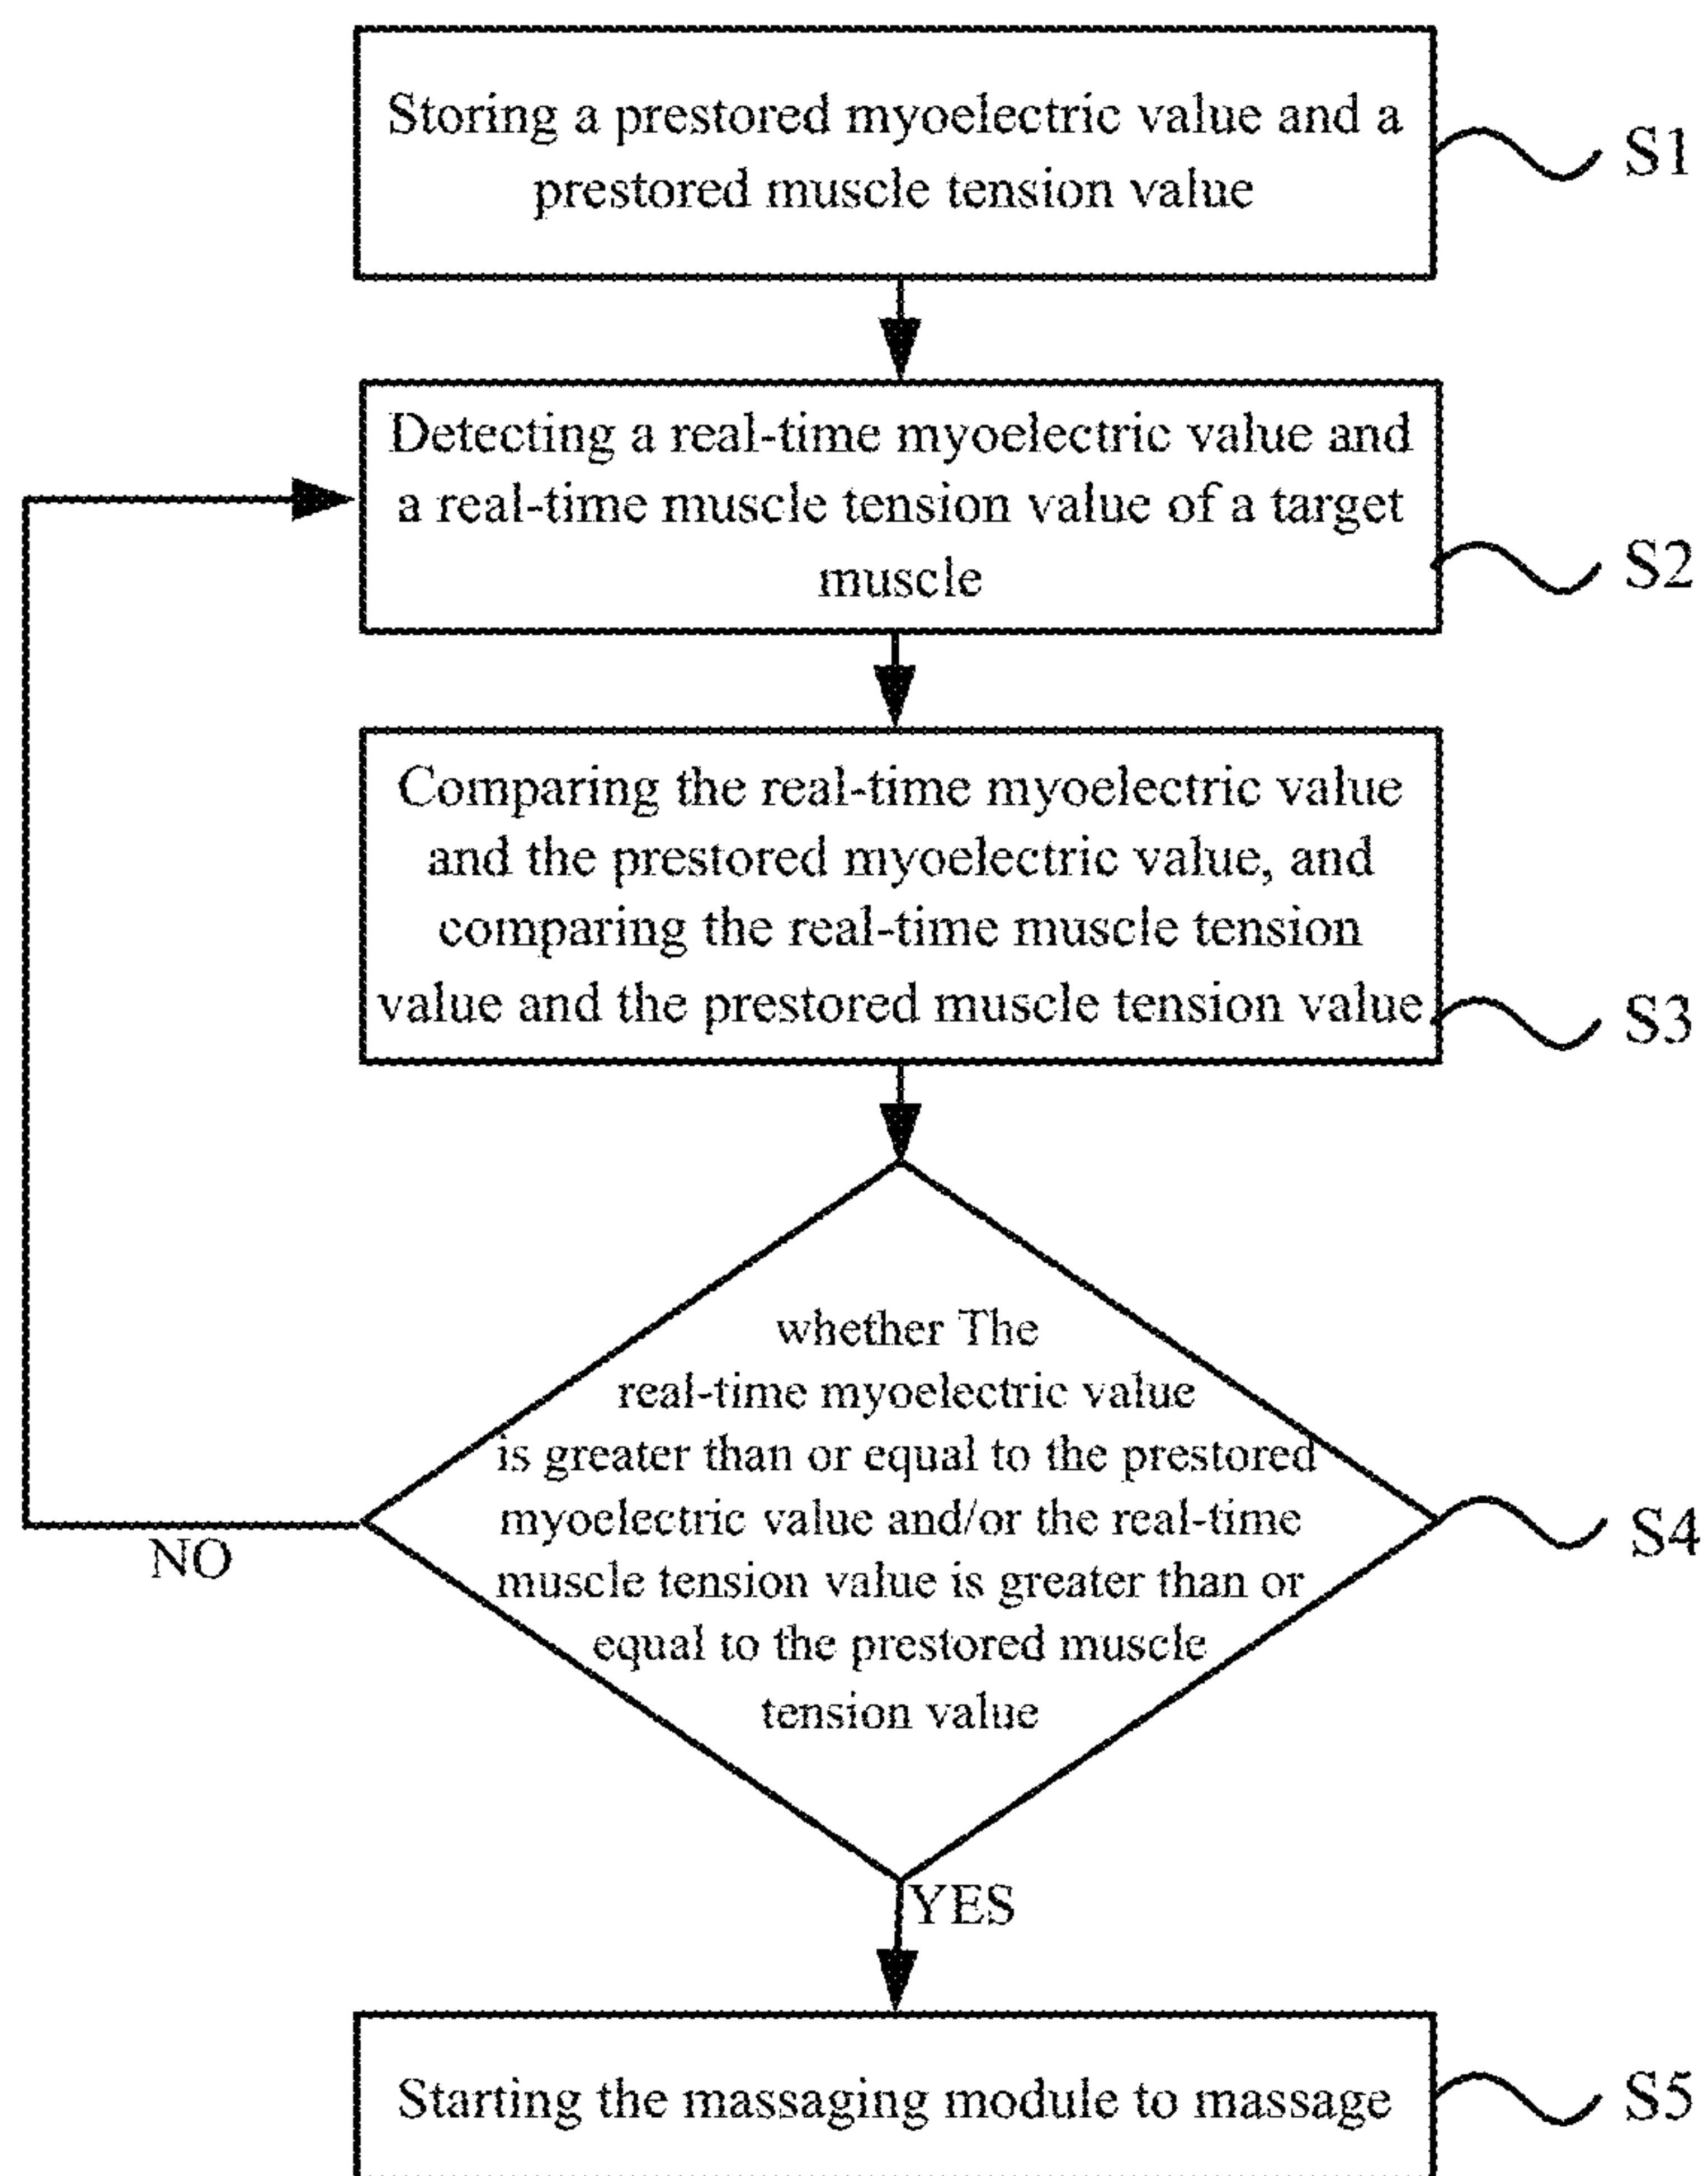 Storing a prestored myoelectric value and a
prestored muscle tension value
S1
Detecting a real-time myoelectric value and
a real-time muscle tension value of a target
muscle
S2
Comparing the real-time myoelectric value
and the prestored myoelectric value, and
comparing the real-time muscle tension
value and the prestored muscle tension value
S3
whether The
real-time myoelectric value
is greater than or equal to the prestored
myoelectric value and/or the real-time
muscle tension value is greater than or
equal to the prestored muscle
tension value
S4
NO
YES
Starting the massaging module to massage
S5